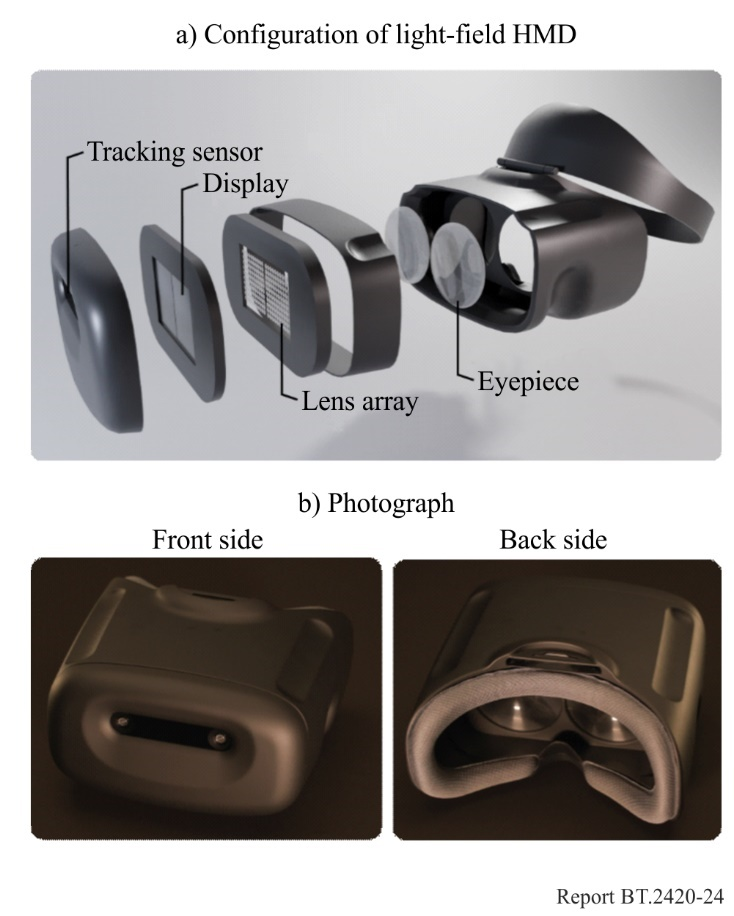 a) Configuration of light-field HMD
Tracking sensor
Display
Lens array
Eyepiece
b) Photograph
Front side
Back side
Report BT.2420-24